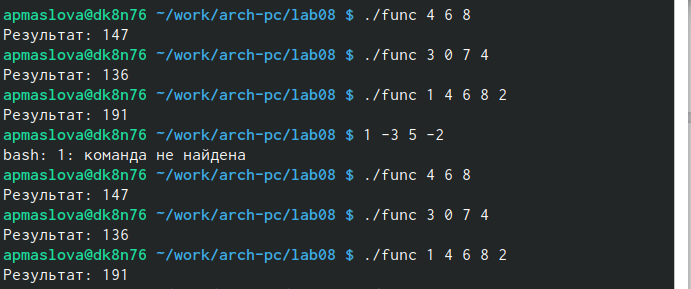 apmaslova@dk8n76 ~/work/arch-pc/lab08 $ ./func 4 6 8
Результат: 147
apmaslova@dk8n76 ~/work/arch-pc/lab08 $ ./func 3 0 7 4
Результат: 136
apmaslova@dk8n76 ~/work/arch-pc/lab08 $ ./func 1 4 6 8 2
Результат: 191
apmaslova@dk8n76 ~/work/arch-pc/lab08 $ 1 -3 5 -2
bash: 1: команда не найдена
apmaslova@dk8n76 ~/work/arch-pc/lab08 $ ./func 4 6 8
Результат: 147
apmaslova@dk8n76 ~/work/arch-pc/lab08 $ ./func 3 0 7 4
Результат: 136
apmaslova@dk8n76 ~/work/arch-pc/lab08 $ ./func 1 4 6 8 2
Результат: 191